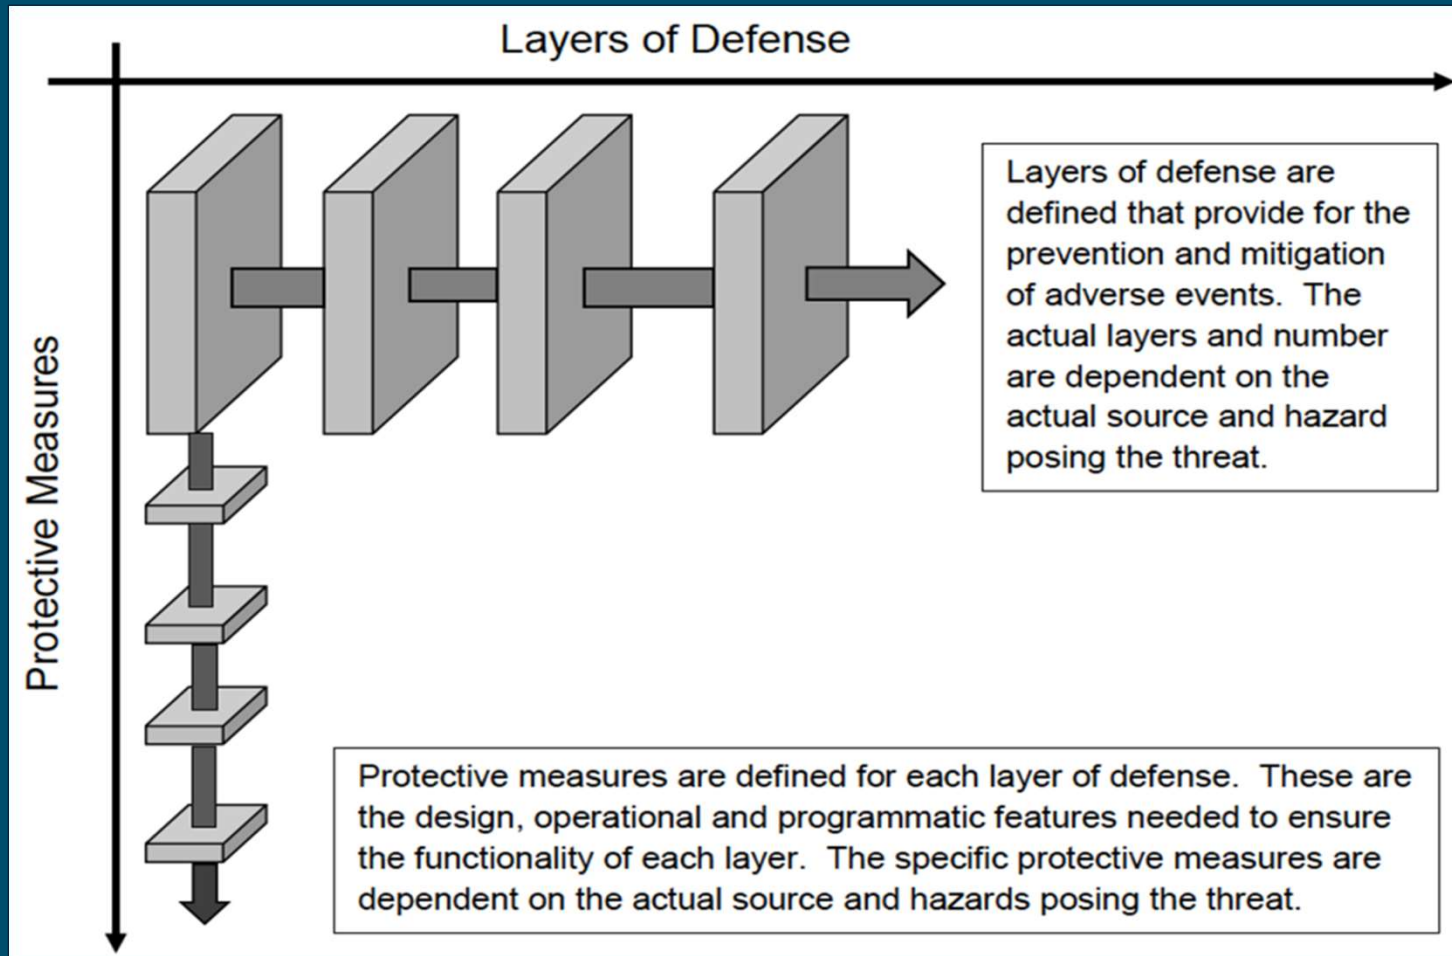 Layers of Defense
Layers of defense are
defined that provide for the
prevention and mitigation
of adverse events.  The
actual layers and number
are dependent on the
actual source and hazard
posing the threat.
Protective Measures
Protective measures are defined for each layer of defense.  These are
the design, operational and programmatic features needed to ensure
the functionality of each layer.  The specific protective measures are
dependent on the actual source and hazards posing the threat.